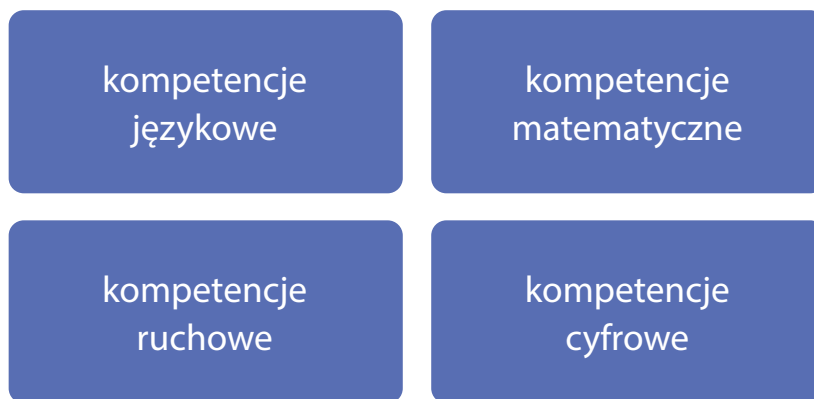 kompetencje
językowe
kompetencje
matematyczne
kompetencje
ruchowe
kompetencje
cyfrowe